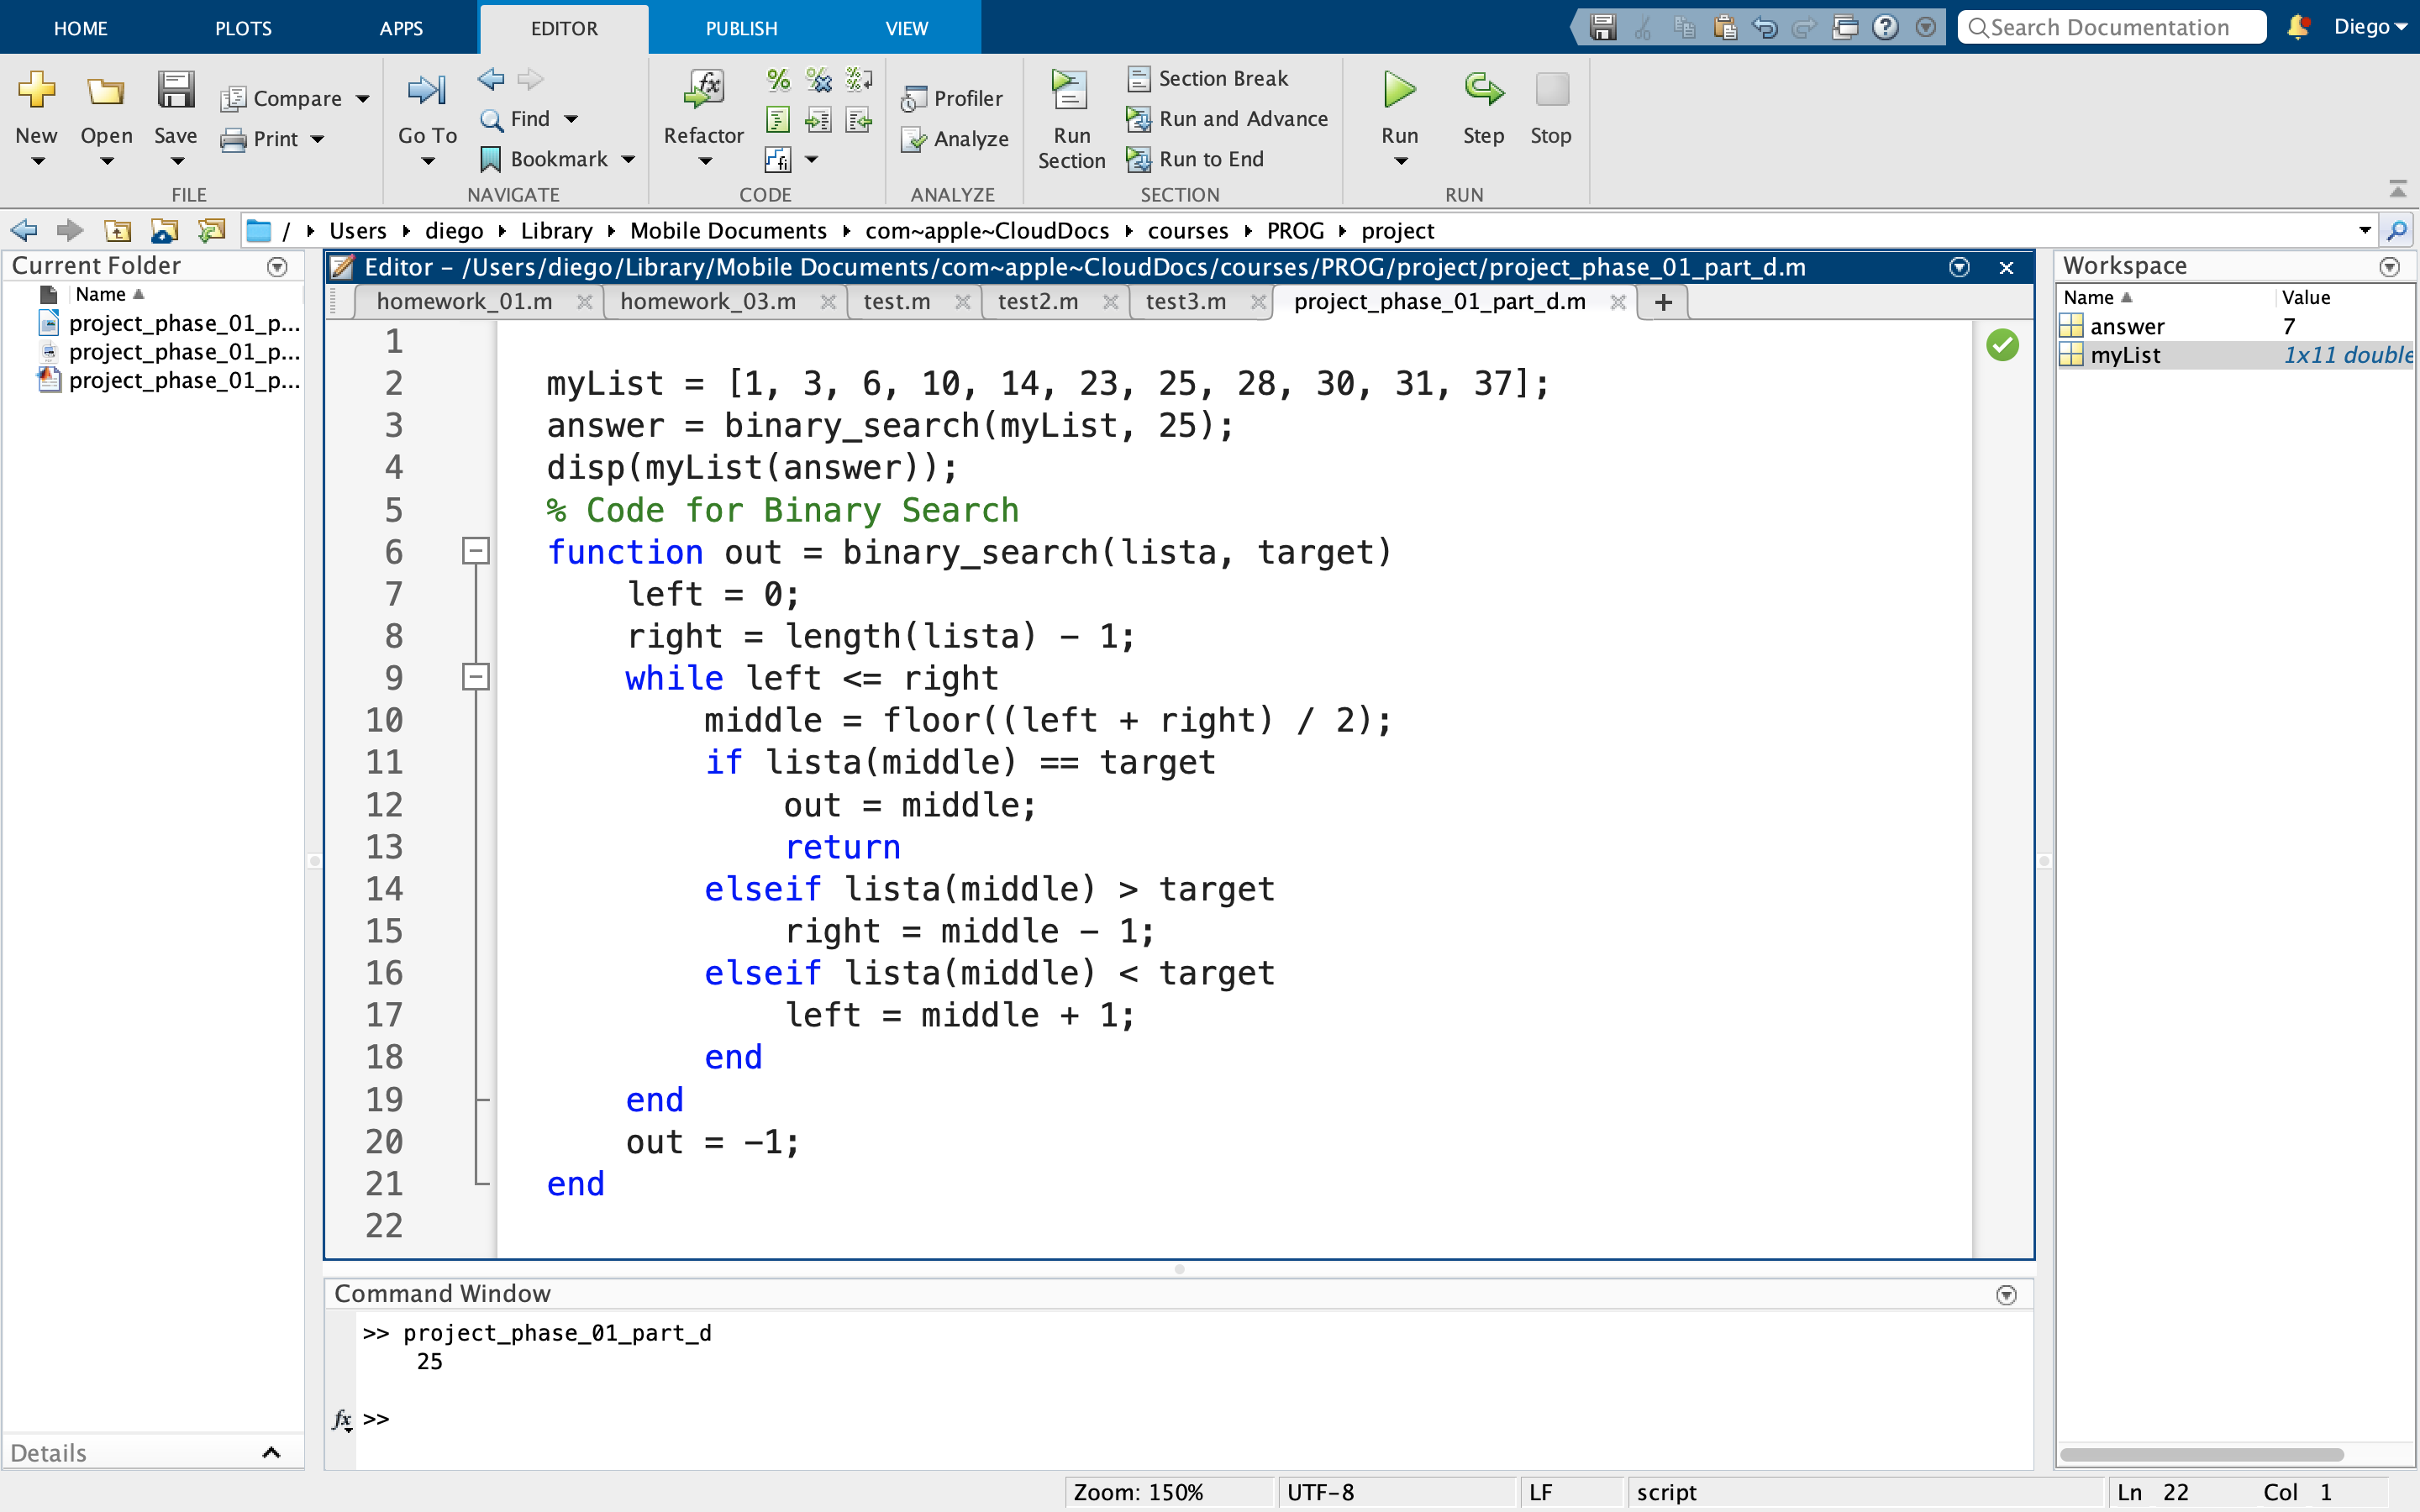 HOME PLOTS APPS EDITOR PUBLISH VIEW Search Documentation Diego
New Open Save Compare Print
FILE
Go To Find Bookmark
NAVIGATE
Refactor
CODE
Profiler
Analyze
ANALYZE
Run Section
Section Break
Run and Advance
Run to End
SECTION
Run Step Stop
RUN
/ Users diego Library Mobile Documents com~apple~CloudDocs courses PROG project
Current Folder
Name
project_phase_01_p...
project_phase_01_p...
project_phase_01_p...
Details
Editor - /Users/diego/Library/Mobile Documents/com~apple~CloudDocs/courses/PROG/project/project_phase_01_part_d.m
homework_01.m homework_03.m test.m test2.m test3.m project_phase_01_part_d.m +
1
2 myList = [1, 3, 6, 10, 14, 23, 25, 28, 30, 31, 37];
3 answer = binary_search(myList, 25);
4 disp(myList(answer));
5 % Code for Binary Search
6 function out = binary_search(lista, target)
7 left = 0;
8 right = length(lista) - 1;
9 while left <= right
10 middle = floor((left + right) / 2);
11 if lista(middle) == target
12 out = middle;
13 return
14 elseif lista(middle) > target
15 right = middle - 1;
16 elseif lista(middle) < target
17 left = middle + 1;
18 end
19 end
20 out = -1;
21 end
22
Command Window
>> project_phase_01_part_d
25
fx >>
Workspace
Name Value
answer 7
myList 1x11 double
Zoom: 150% UTF-8 LF script Ln 22 Col 1